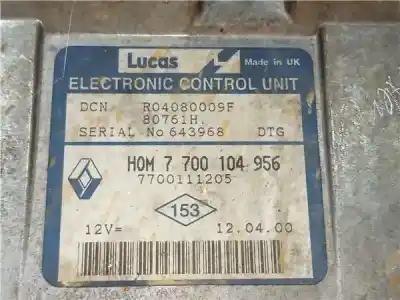 Lucas Made in UK
ELECTRONIC CONTROL UNIT
DCN R04080009F
80761H.
SERIAL No 643968 DTG
HOM 7 700 104 956
7700111205
153
12V= 12.04.00